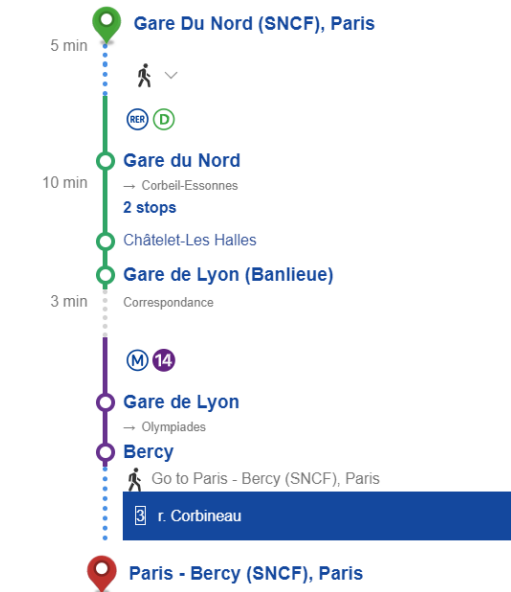 Gare Du Nord (SNCF), Paris
5 min
RER D
Gare du Nord
10 min
→ Corbeil-Essonnes
2 stops
Châtelet-Les Halles
Gare de Lyon (Banlieue)
3 min
Correspondance
M 14
Gare de Lyon
→ Olympiades
Bercy
Go to Paris - Bercy (SNCF), Paris
3 r. Corbineau
Paris - Bercy (SNCF), Paris